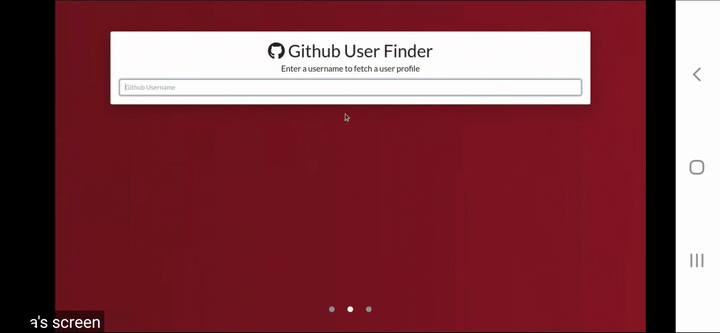 Github User Finder
Enter a username to fetch a user profile
Github Username
a's screen